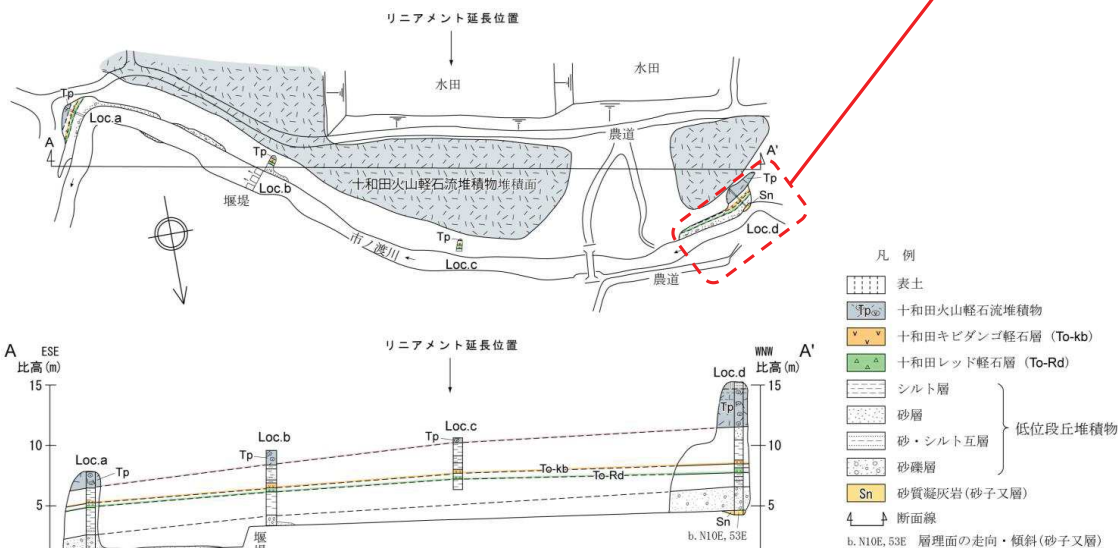 リニアメント延長位置
水田
水田
Tp
Loc.a
A
農道
A'
Tp
Loc.b
堰堤
十和田火山軽石流堆積物堆積面
Tp
Sn
Tp
Loc.d
市ノ渡川
Loc.c
農道
凡 例
表土
Tp 十和田火山軽石流堆積物
十和田キビダンゴ軽石層 (To-kb)
十和田レッド軽石層 (To-Rd)
シルト層
砂層
砂・シルト互層
砂礫層
低位段丘堆積物
Sn 砂質凝灰岩(砂子又層)
断面線
b. N10E, 53E 層理面の走向・傾斜(砂子又層)
A ESE
比高(m)
リニアメント延長位置
WNW A'
比高(m)
15
15
10
10
5
5
Loc.a
Tp
Loc.b
Tp
Loc.c
Tp
Loc.d
Tp
To-kb
To-Rd
Sn
b. N10E, 53E
堰堤